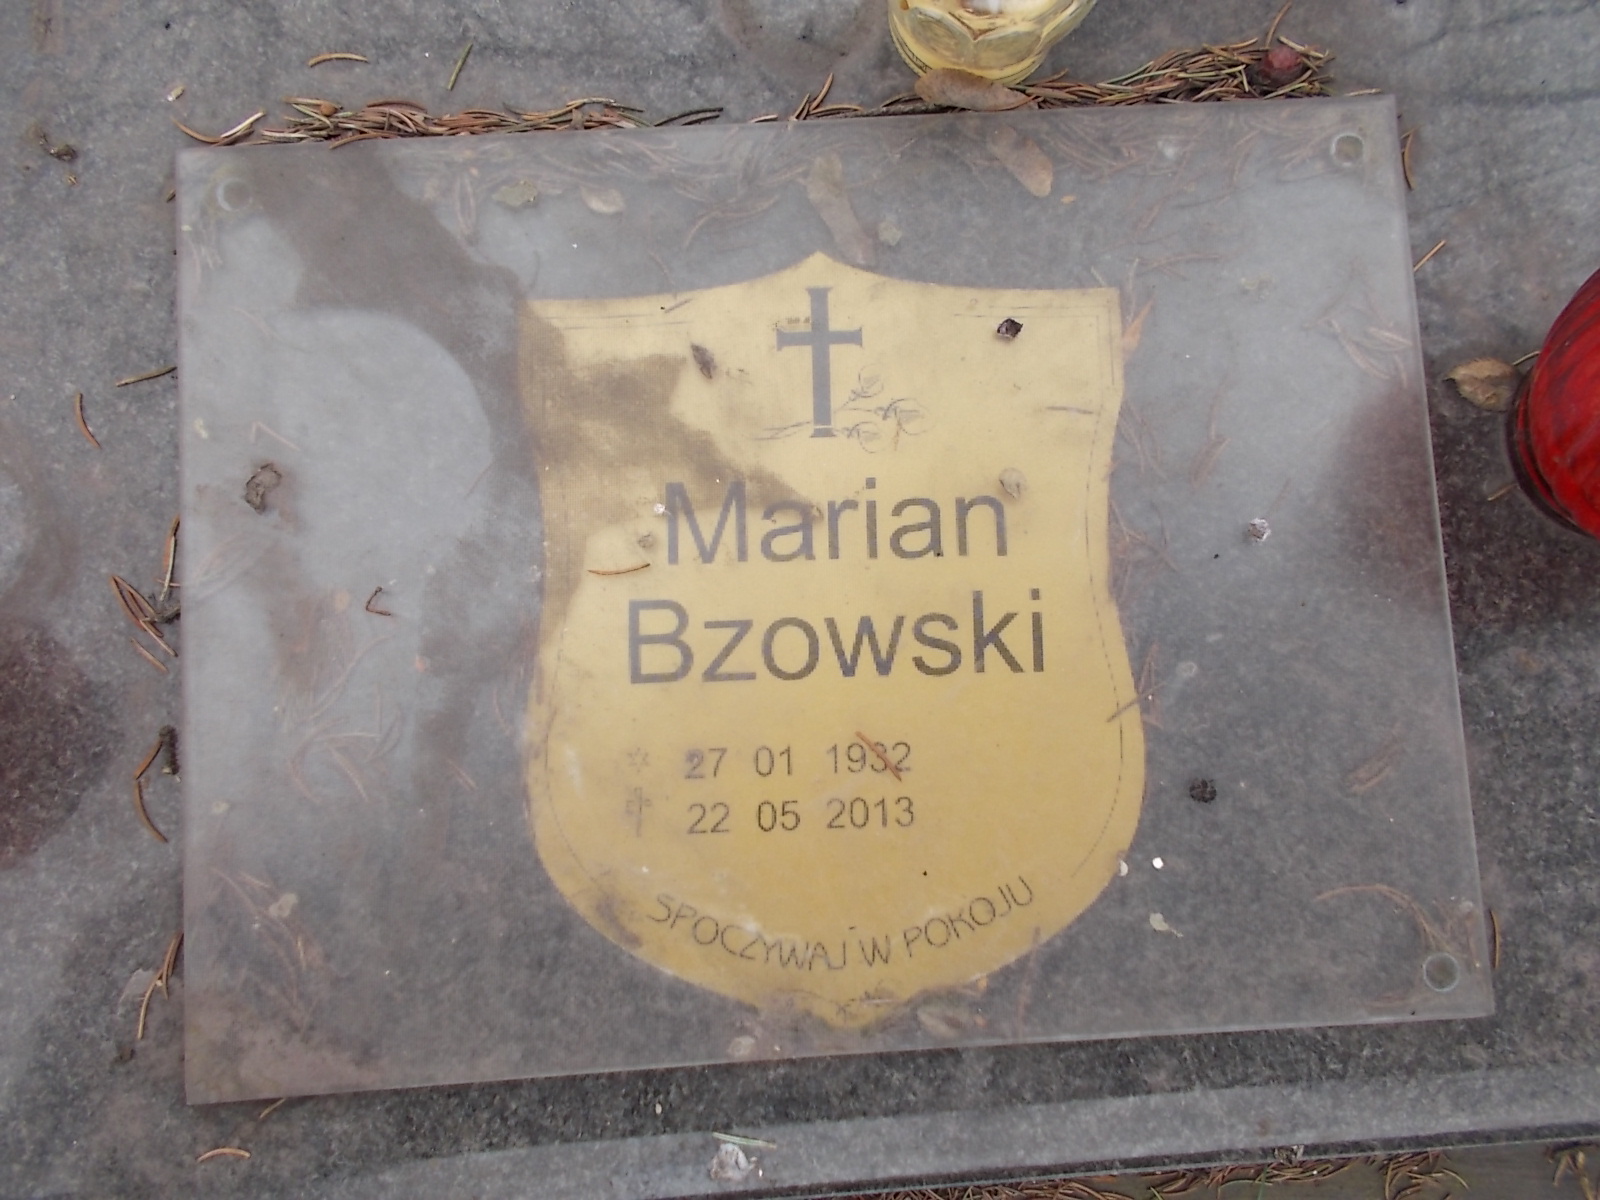 Marian
Bzowski
27 01 1932
22 05 2013
SPOCZYWAJ W POKOJU